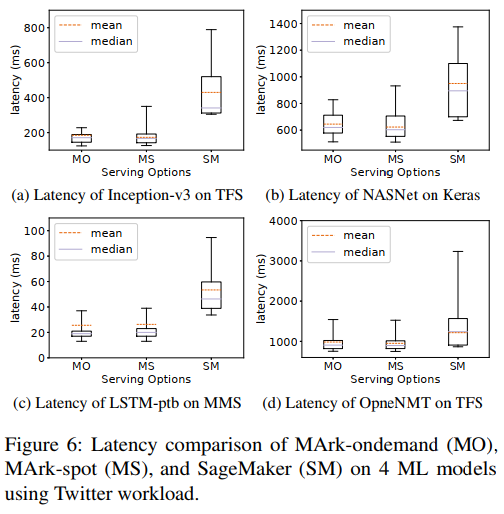 800
600
400
200
latency (ms)
mean
median
MO
MS
SM
Serving Options
(a) Latency of Inception-v3 on TFS
1400
1200
1000
800
600
latency (ms)
mean
median
MO
MS
SM
Serving Options
(b) Latency of NASNet on Keras
100
80
60
40
20
0
latency (ms)
mean
median
MO
MS
SM
Serving Options
(c) Latency of LSTM-ptb on MMS
4000
3000
2000
1000
latency (ms)
mean
median
MO
MS
SM
Serving Options
(d) Latency of OpneNMT on TFS
Figure 6: Latency comparison of MArk-ondemand (MO),
MArk-spot (MS), and SageMaker (SM) on 4 ML models
using Twitter workload.